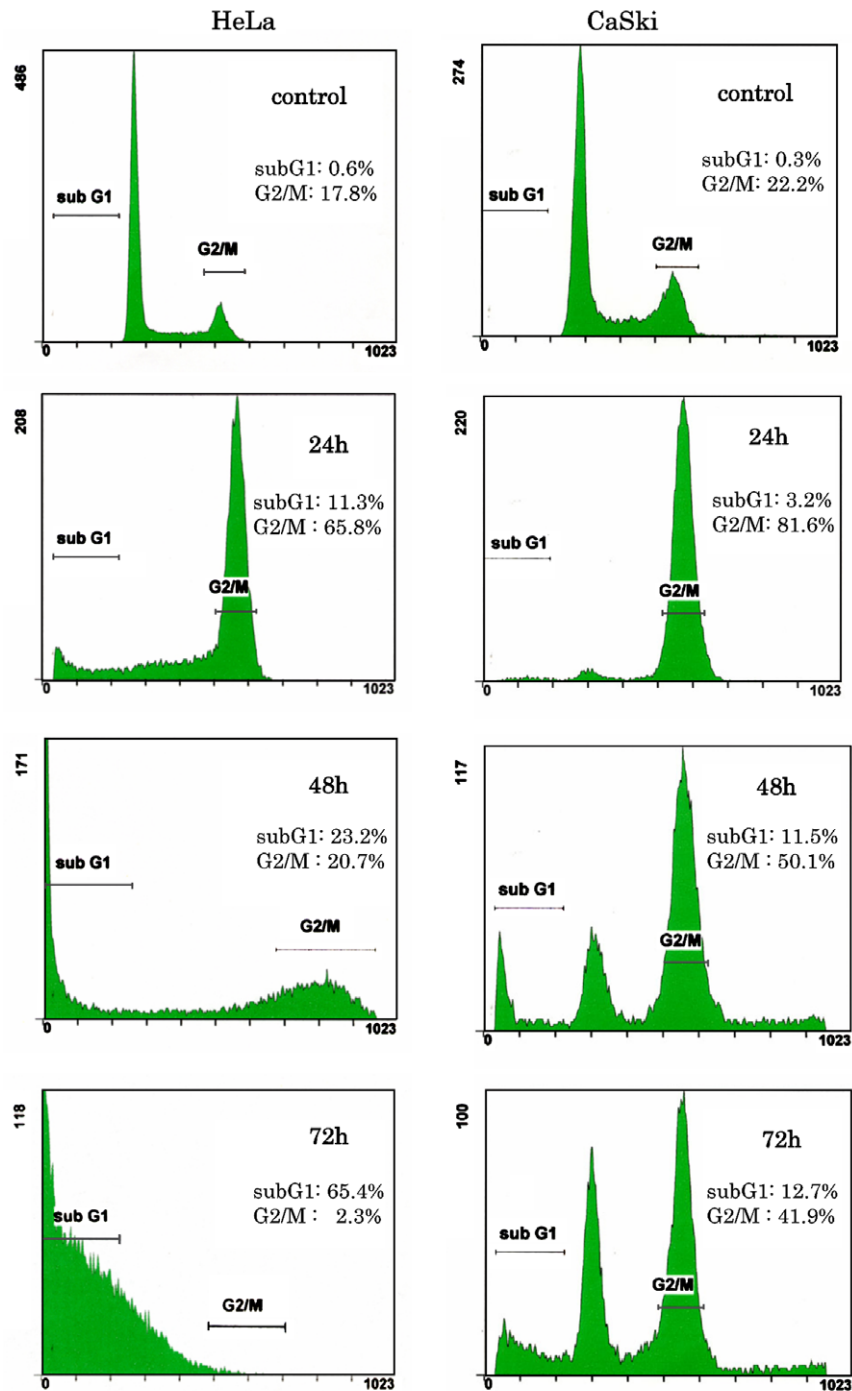 HeLa
CaSki
486
control
subG1: 0.6%
G2/M: 17.8%
sub G1
G2/M
0
1023
274
control
subG1: 0.3%
G2/M: 22.2%
sub G1
G2/M
0
1023
208
24h
subG1: 11.3%
G2/M : 65.8%
sub G1
G2/M
0
1023
220
24h
subG1: 3.2%
G2/M: 81.6%
sub G1
G2/M
0
1023
171
48h
subG1: 23.2%
G2/M : 20.7%
sub G1
G2/M
0
1023
117
48h
subG1: 11.5%
G2/M : 50.1%
sub G1
G2/M
0
1023
118
72h
subG1: 65.4%
G2/M : 2.3%
sub G1
G2/M
0
1023
100
72h
subG1: 12.7%
G2/M : 41.9%
sub G1
G2/M
0
1023